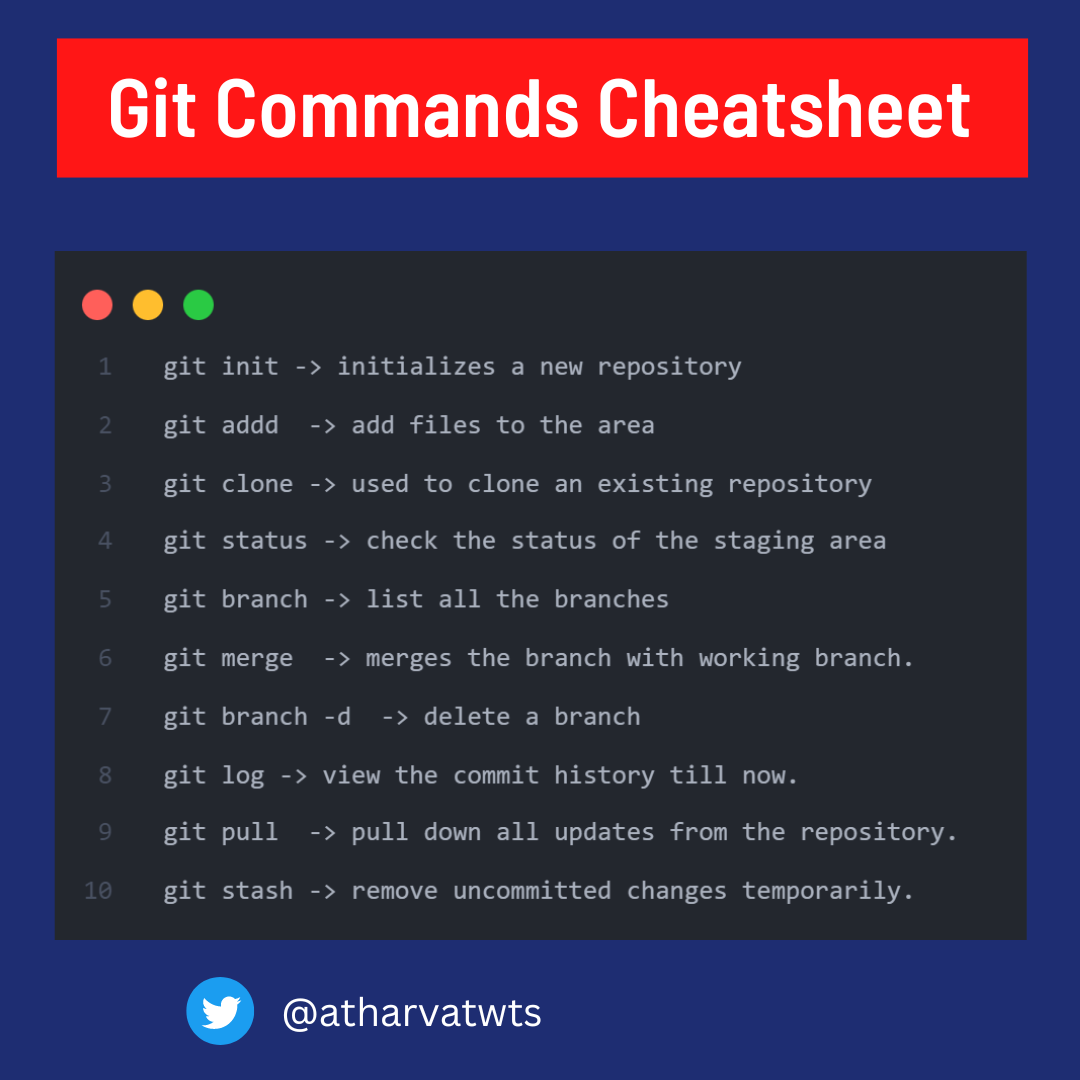 Git Commands Cheatsheet
1 git init -> initializes a new repository
2 git addd  -> add files to the area
3 git clone -> used to clone an existing repository
4 git status -> check the status of the staging area
5 git branch -> list all the branches
6 git merge  -> merges the branch with working branch.
7 git branch -d  -> delete a branch
8 git log -> view the commit history till now.
9 git pull  -> pull down all updates from the repository.
10 git stash -> remove uncommitted changes temporarily.
@atharvatwts